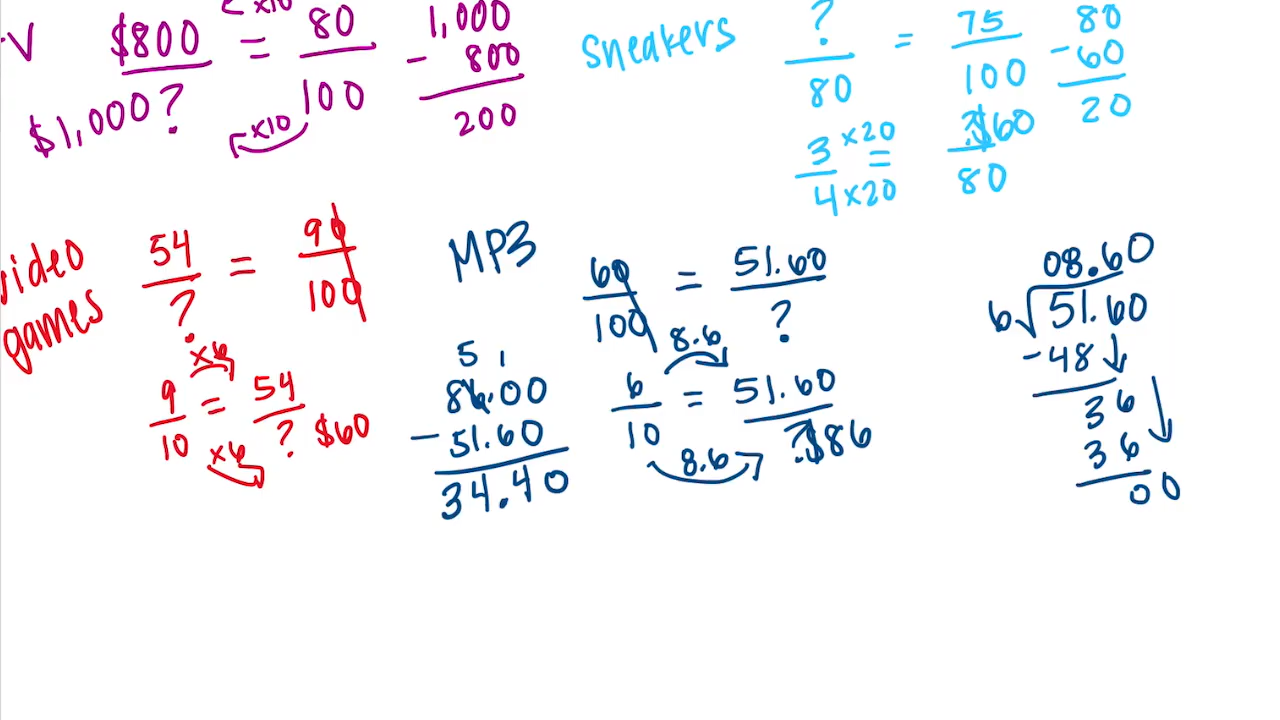 TV $800 = 80 1,000
×10
$1,000? 100 - 800
×10 200
Sneakers ? = 75 80
80 100 - 60
20
3 ×20 = ?$60
4 ×20 80
video games 54 = 90
? 100
×6
9 = 54
10 ? $60
×6
MP3 60 = 51.60
100 ?
8.6
6 = 51.60
10 ?$86
8.6
5 1
86.00
- 51.60
34.40
08.60
6 51.60
- 48
36
36
00